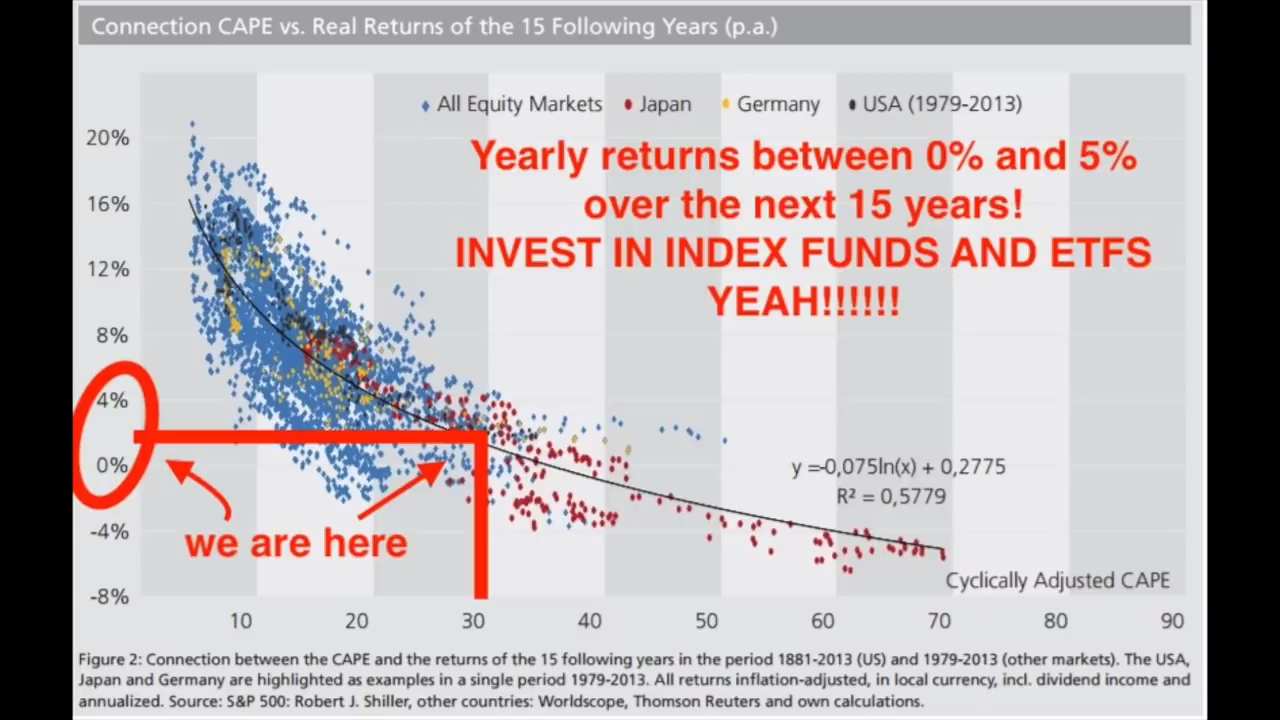 Connection CAPE vs. Real Returns of the 15 Following Years (p.a.)
All Equity Markets Japan Germany USA (1979-2013)
Yearly returns between 0% and 5%
over the next 15 years!
INVEST IN INDEX FUNDS AND ETFS
YEAH!!!!!!
20%
16%
12%
8%
4%
0%
-4%
-8%
y =-0,075ln(x) + 0,2775
R² = 0,5779
we are here
Cyclically Adjusted CAPE
10 20 30 40 50 60 70 80 90
Figure 2: Connection between the CAPE and the returns of the 15 following years in the period 1881-2013 (US) and 1979-2013 (other markets). The USA,
Japan and Germany are highlighted as examples in a single period 1979-2013. All returns inflation-adjusted, in local currency, incl. dividend income and
annualized. Source: S&P 500: Robert J. Shiller, other countries: Worldscope, Thomson Reuters and own calculations.